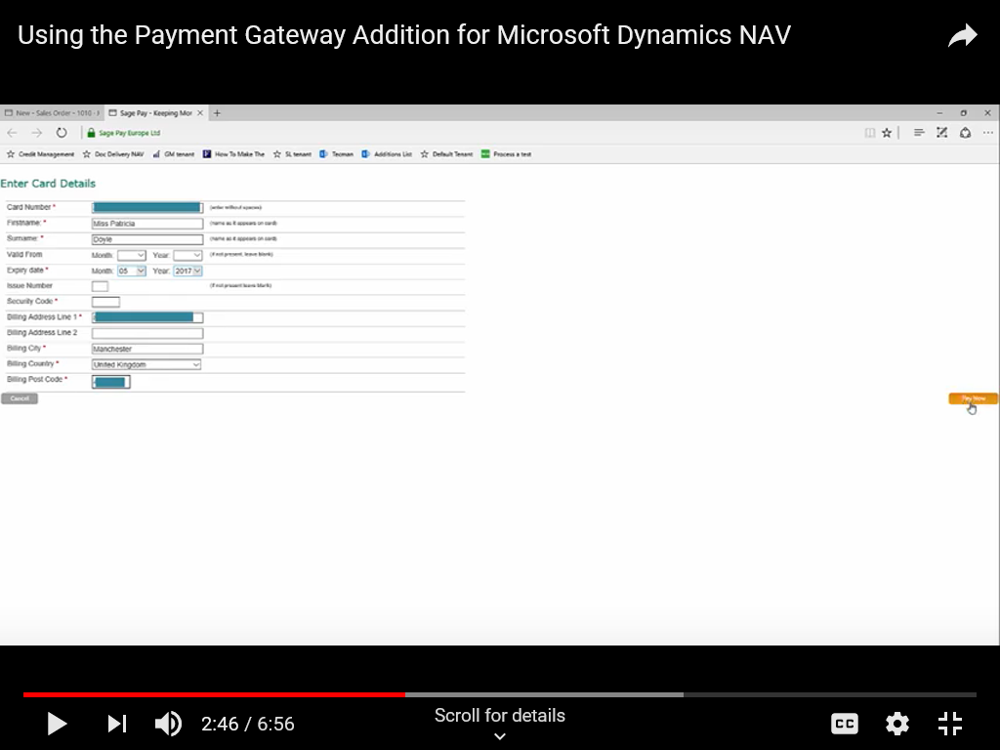 Using the Payment Gateway Addition for Microsoft Dynamics NAV
New - Sales Order - 1010 - Sage Pay - Keeping Mor
Sage Pay Europe Ltd
Credit Management Doc Delivery NAV GM tenant How To Make The SL tenant Tecman Additions List Default Tenant Process a test
Enter Card Details
Card Number * (enter without spaces)
Firstname: * Miss Patricia (name as it appears on card)
Surname: * Doyle (name as it appears on card)
Valid From Month: Year: (if not present, leave blank)
Expiry date * Month: 05 Year: 2017
Issue Number (if not present leave blank)
Security Code *
Billing Address Line 1 *
Billing Address Line 2
Billing City * Manchester
Billing Country * United Kingdom
Billing Post Code *
Cancel Pay Now
Scroll for details
2:46 / 6:56
CC